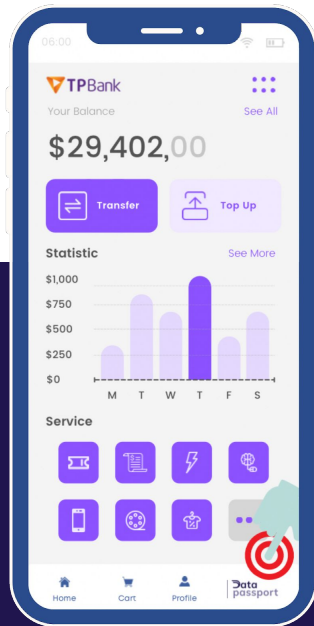 06:00
TPBank
Your Balance
See All
$29,402,00
Transfer
Top Up
Statistic
See More
$1,000
$750
$500
$250
$0
M T W T F S
Service
Home
Cart
Profile
Data
passport